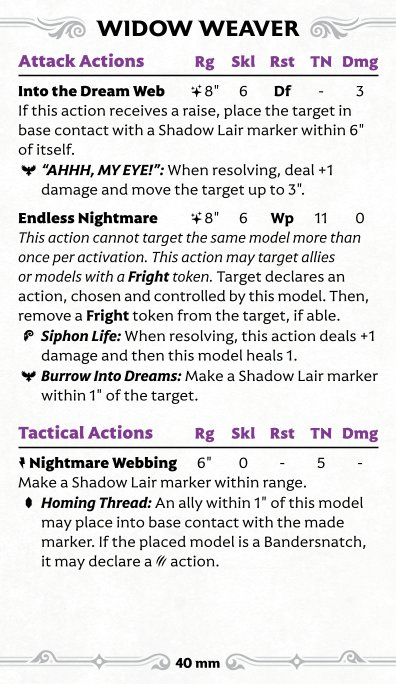 WIDOW WEAVER
Attack Actions Rg Skl Rst TN Dmg
Into the Dream Web 8" 6 Df - 3
If this action receives a raise, place the target in
base contact with a Shadow Lair marker within 6"
of itself.
"AHHH, MY EYE!": When resolving, deal +1
damage and move the target up to 3".
Endless Nightmare 8" 6 Wp 11 0
This action cannot target the same model more than
once per activation. This action may target allies
or models with a Fright token. Target declares an
action, chosen and controlled by this model. Then,
remove a Fright token from the target, if able.
Siphon Life: When resolving, this action deals +1
damage and then this model heals 1.
Burrow Into Dreams: Make a Shadow Lair marker
within 1" of the target.
Tactical Actions Rg Skl Rst TN Dmg
Nightmare Webbing 6" 0 - 5 -
Make a Shadow Lair marker within range.
Homing Thread: An ally within 1" of this model
may place into base contact with the made
marker. If the placed model is a Bandersnatch,
it may declare a action.
40 mm